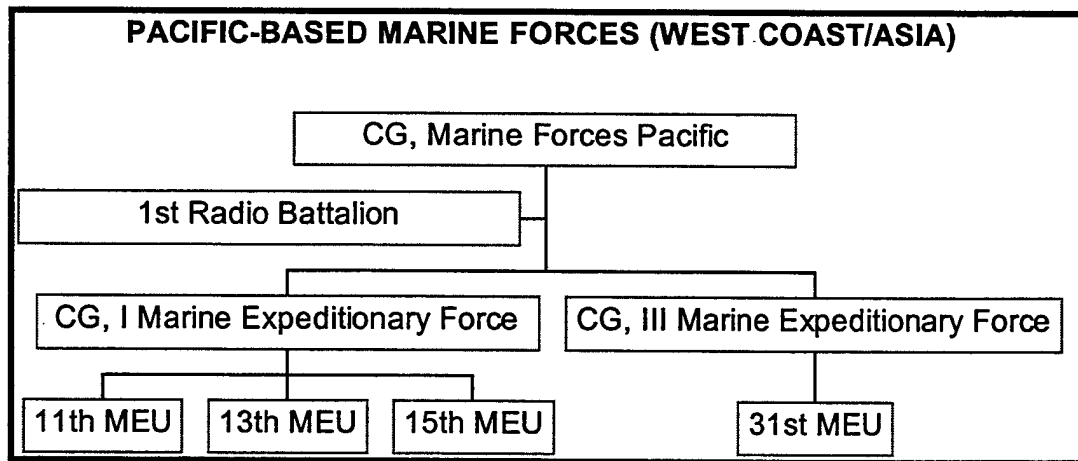 PACIFIC-BASED MARINE FORCES (WEST COAST/ASIA)
CG, Marine Forces Pacific
1st Radio Battalion
CG, I Marine Expeditionary Force
CG, III Marine Expeditionary Force
11th MEU
13th MEU
15th MEU
31st MEU